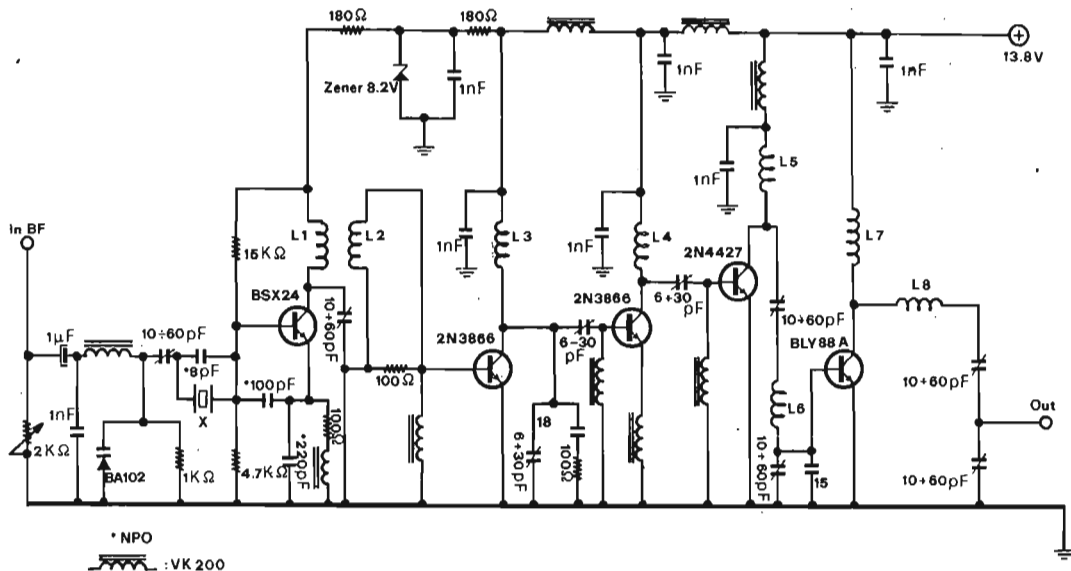 180Ω
180Ω
13.8V
1nF
1nF
Zener 8.2V
1nF
1nF
L5
In BF
L1
L2
1nF
L3
1nF
L4
L7
15KΩ
2N4427
L8
BSX24
10+60pF
6+30
pF
2N3866
10÷60pF
1µF
10÷60pF
2N3866
6-30
pF
BLY88A
*8pF
100Ω
10+60pF
*100pF
X
L6
Out
1nF
100Ω
18
2KΩ
BA102
1KΩ
4.7KΩ
*220pF
6+30pF
100Ω
10+60pF
15
10+60pF
*NPO
:VK200